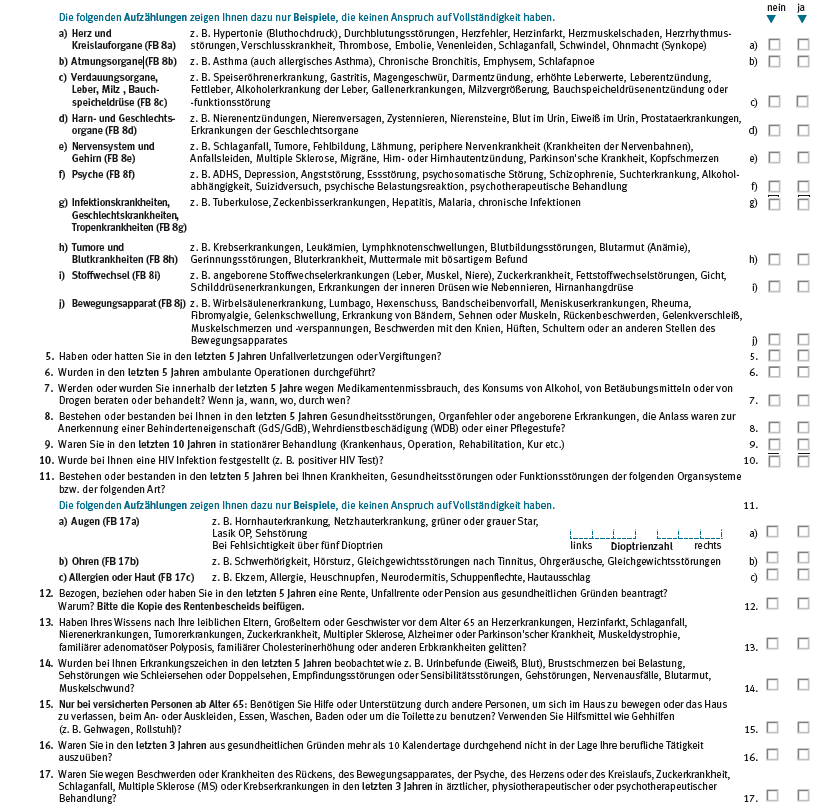 nein ja
Die folgenden Aufzählungen zeigen Ihnen dazu nur Beispiele, die keinen Anspruch auf Vollständigkeit haben.
a) Herz und z. B. Hypertonie (Bluthochdruck), Durchblutungsstörungen, Herzfehler, Herzinfarkt, Herzmuskelschaden, Herzrhythmus-
Kreislauforgane (FB 8a) störungen, Verschlusskrankheit, Thrombose, Embolie, Venenleiden, Schlaganfall, Schwindel, Ohnmacht (Synkope) a)
b) Atmungsorgane (FB 8b) z. B. Asthma (auch allergisches Asthma), Chronische Bronchitis, Emphysem, Schlafapnoe b)
c) Verdauungsorgane, z. B. Speiseröhrenerkrankung, Gastritis, Magengeschwür, Darmentzündung, erhöhte Leberwerte, Leberentzündung,
Leber, Milz , Bauch- Fettleber, Alkoholerkrankung der Leber, Gallenerkrankungen, Milzvergrößerung, Bauchspeicheldrüsenentzündung oder
speicheldrüse (FB 8c) -funktionsstörung c)
d) Harn- und Geschlechts- z. B. Nierenentzündungen, Nierenversagen, Zystennieren, Nierensteine, Blut im Urin, Eiweiß im Urin, Prostataerkrankungen,
organe (FB 8d) Erkrankungen der Geschlechtsorgane d)
e) Nervensystem und z. B. Schlaganfall, Tumore, Fehlbildung, Lähmung, periphere Nervenkrankheit (Krankheiten der Nervenbahnen),
Gehirn (FB 8e) Anfallsleiden, Multiple Sklerose, Migräne, Hirn- oder Hirnhautentzündung, Parkinson'sche Krankheit, Kopfschmerzen e)
f) Psyche (FB 8f) z. B. ADHS, Depression, Angststörung, Essstörung, psychosomatische Störung, Schizophrenie, Suchterkrankung, Alkohol-
abhängigkeit, Suizidversuch, psychische Belastungsreaktion, psychotherapeutische Behandlung f)
g) Infektionskrankheiten, z. B. Tuberkulose, Zeckenbisserkrankungen, Hepatitis, Malaria, chronische Infektionen g)
Geschlechtskrankheiten,
Tropenkrankheiten (FB 8g)
h) Tumore und z. B. Krebserkrankungen, Leukämien, Lymphknotenschwellungen, Blutbildungsstörungen, Blutarmut (Anämie),
Blutkrankheiten (FB 8h) Gerinnungsstörungen, Bluterkrankheit, Muttermale mit bösartigem Befund h)
i) Stoffwechsel (FB 8i) z. B. angeborene Stoffwechselerkrankungen (Leber, Muskel, Niere), Zuckerkrankheit, Fettstoffwechselstörungen, Gicht,
Schilddrüsenerkrankungen, Erkrankungen der inneren Drüsen wie Nebennieren, Hirnanhangdrüse i)
j) Bewegungsapparat (FB 8j) z. B. Wirbelsäulenerkrankung, Lumbago, Hexenschuss, Bandscheibenvorfall, Meniskuserkrankungen, Rheuma,
Fibromyalgie, Gelenkschwellung, Erkrankung von Bändern, Sehnen oder Muskeln, Rückenbeschwerden, Gelenkverschleiß,
Muskelschmerzen und -verspannungen, Beschwerden mit den Knien, Hüften, Schultern oder an anderen Stellen des
Bewegungsapparates j)
5. Haben oder hatten Sie in den letzten 5 Jahren Unfallverletzungen oder Vergiftungen? 5.
6. Wurden in den letzten 5 Jahren ambulante Operationen durchgeführt? 6.
7. Werden oder wurden Sie innerhalb der letzten 5 Jahre wegen Medikamentenmissbrauch, des Konsums von Alkohol, von Betäubungsmitteln oder von
Drogen beraten oder behandelt? Wenn ja, wann, wo, durch wen? 7.
8. Bestehen oder bestanden bei Ihnen in den letzten 5 Jahren Gesundheitsstörungen, Organfehler oder angeborene Erkrankungen, die Anlass waren zur
Anerkennung einer Behinderteneigenschaft (GdS/GdB), Wehrdienstbeschädigung (WDB) oder einer Pflegestufe? 8.
9. Waren Sie in den letzten 10 Jahren in stationärer Behandlung (Krankenhaus, Operation, Rehabilitation, Kur etc.) 9.
10. Wurde bei Ihnen eine HIV Infektion festgestellt (z. B. positiver HIV Test)? 10.
11. Bestehen oder bestanden in den letzten 5 Jahren bei Ihnen Krankheiten, Gesundheitsstörungen oder Funktionsstörungen der folgenden Organsysteme
bzw. der folgenden Art?
Die folgenden Aufzählungen zeigen Ihnen dazu nur Beispiele, die keinen Anspruch auf Vollständigkeit haben. 11.
a) Augen (FB 17a) z. B. Hornhauterkrankung, Netzhauterkrankung, grüner oder grauer Star,
Lasik OP, Sehstörung a)
Bei Fehlsichtigkeit über fünf Dioptrien links Dioptrienzahl rechts
b) Ohren (FB 17b) z. B. Schwerhörigkeit, Hörsturz, Gleichgewichtsstörungen nach Tinnitus, Ohrgeräusche, Gleichgewichtsstörungen b)
c) Allergien oder Haut (FB 17c) z. B. Ekzem, Allergie, Heuschnupfen, Neurodermitis, Schuppenflechte, Hautausschlag c)
12. Bezogen, beziehen oder haben Sie in den letzten 5 Jahren eine Rente, Unfallrente oder Pension aus gesundheitlichen Gründen beantragt?
Warum? Bitte die Kopie des Rentenbescheids beifügen. 12.
13. Haben Ihres Wissens nach Ihre leiblichen Eltern, Großeltern oder Geschwister vor dem Alter 65 an Herzerkrankungen, Herzinfarkt, Schlaganfall,
Nierenerkrankungen, Tumorerkrankungen, Zuckerkrankheit, Multipler Sklerose, Alzheimer oder Parkinson'scher Krankheit, Muskeldystrophie,
familiärer adenomatöser Polyposis, familiärer Cholesterinerhöhung oder anderen Erbkrankheiten gelitten? 13.
14. Wurden bei Ihnen Erkrankungszeichen in den letzten 5 Jahren beobachtet wie z. B. Urinbefunde (Eiweiß, Blut), Brustschmerzen bei Belastung,
Sehstörungen wie Schleiersehen oder Doppelsehen, Empfindungsstörungen oder Sensibilitätsstörungen, Gehstörungen, Nervenausfälle, Blutarmut,
Muskelschwund? 14.
15. Nur bei versicherten Personen ab Alter 65: Benötigen Sie Hilfe oder Unterstützung durch andere Personen, um sich im Haus zu bewegen oder das Haus
zu verlassen, beim An- oder Auskleiden, Essen, Waschen, Baden oder um die Toilette zu benutzen? Verwenden Sie Hilfsmittel wie Gehhilfen
(z. B. Gehwagen, Rollstuhl)? 15.
16. Waren Sie in den letzten 3 Jahren aus gesundheitlichen Gründen mehr als 10 Kalendertage durchgehend nicht in der Lage Ihre berufliche Tätigkeit
auszuüben? 16.
17. Waren Sie wegen Beschwerden oder Krankheiten des Rückens, des Bewegungsapparates, der Psyche, des Herzens oder des Kreislaufs, Zuckerkrankheit,
Schlaganfall, Multiple Sklerose (MS) oder Krebserkrankungen in den letzten 3 Jahren in ärztlicher, physiotherapeutischer oder psychotherapeutischer
Behandlung? 17.